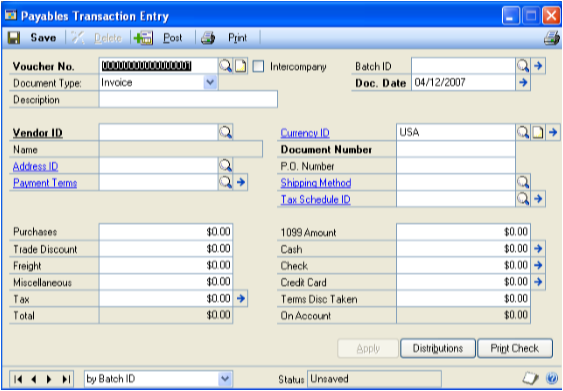 Payables Transaction Entry
Save Delete Post Print
Voucher No. 00000000000000001 Intercompany Batch ID
Document Type: Invoice Doc. Date 04/12/2007
Description
Vendor ID Currency ID USA
Name Document Number
Address ID P.O. Number
Payment Terms Shipping Method
Tax Schedule ID
Purchases $0.00 1099 Amount $0.00
Trade Discount $0.00 Cash $0.00
Freight $0.00 Check $0.00
Miscellaneous $0.00 Credit Card $0.00
Tax $0.00 Terms Disc Taken $0.00
Total $0.00 On Account $0.00
Apply Distributions Print Check
by Batch ID Status Unsaved